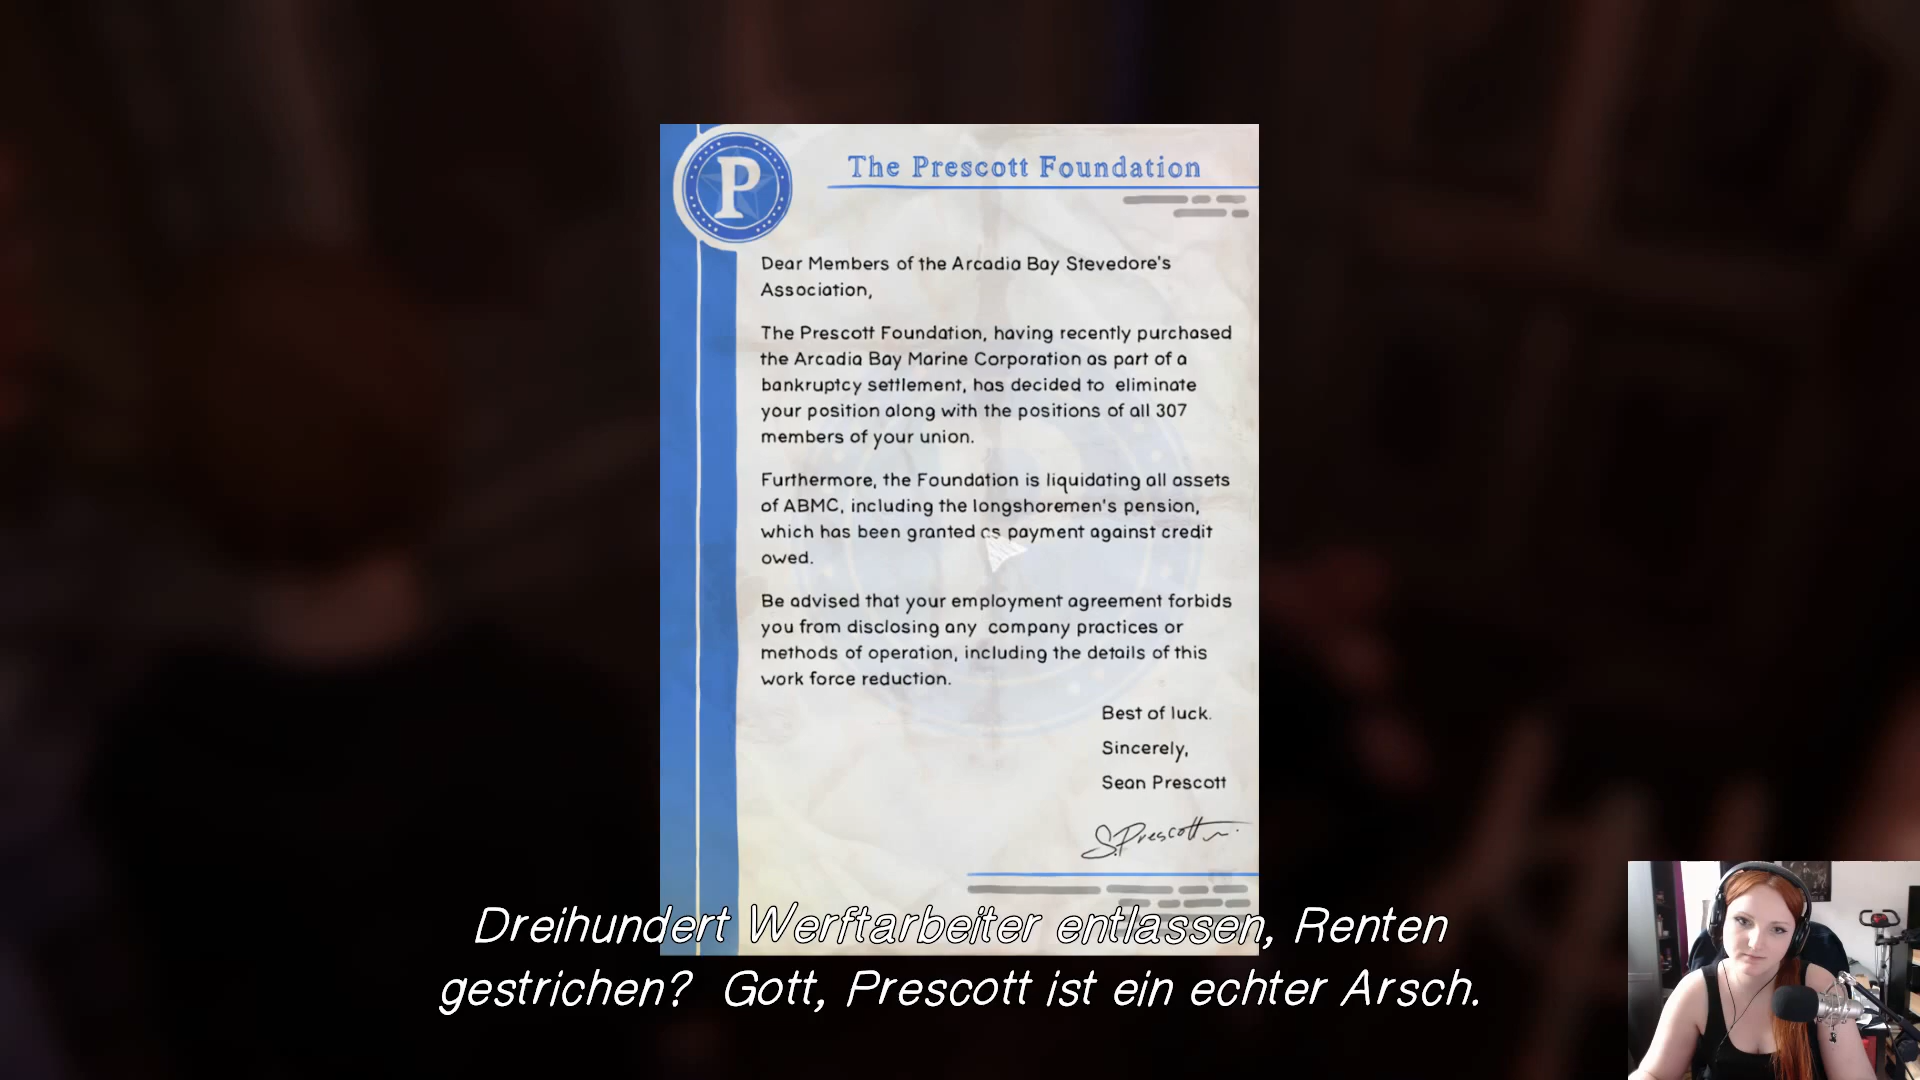 P
The Prescott Foundation
Dear Members of the Arcadia Bay Stevedore's
Association,
The Prescott Foundation, having recently purchased
the Arcadia Bay Marine Corporation as part of a
bankruptcy settlement, has decided to eliminate
your position along with the positions of all 307
members of your union.
Furthermore, the Foundation is liquidating all assets
of ABMC, including the longshoremen's pension,
which has been granted as payment against credit
owed.
Be advised that your employment agreement forbids
you from disclosing any company practices or
methods of operation, including the details of this
work force reduction.
Best of luck.
Sincerely,
Sean Prescott
S. Prescott
Dreihundert Werftarbeiter entlassen, Renten
gestrichen? Gott, Prescott ist ein echter Arsch.